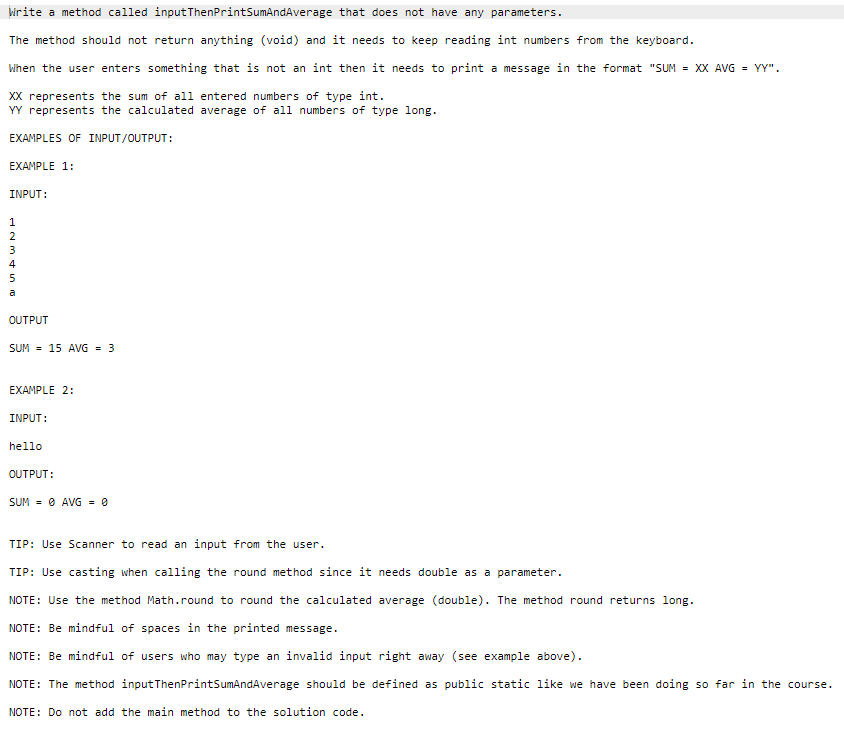 Write a method called inputThenPrintSumAndAverage that does not have any parameters.
The method should not return anything (void) and it needs to keep reading int numbers from the keyboard.
When the user enters something that is not an int then it needs to print a message in the format "SUM = XX AVG = YY".
XX represents the sum of all entered numbers of type int.
YY represents the calculated average of all numbers of type long.
EXAMPLES OF INPUT/OUTPUT:
EXAMPLE 1:
INPUT:
1
2
3
4
5
a
OUTPUT
SUM = 15 AVG = 3
EXAMPLE 2:
INPUT:
hello
OUTPUT:
SUM = 0 AVG = 0
TIP: Use Scanner to read an input from the user.
TIP: Use casting when calling the round method since it needs double as a parameter.
NOTE: Use the method Math.round to round the calculated average (double). The method round returns long.
NOTE: Be mindful of spaces in the printed message.
NOTE: Be mindful of users who may type an invalid input right away (see example above).
NOTE: The method inputThenPrintSumAndAverage should be defined as public static like we have been doing so far in the course.
NOTE: Do not add the main method to the solution code.